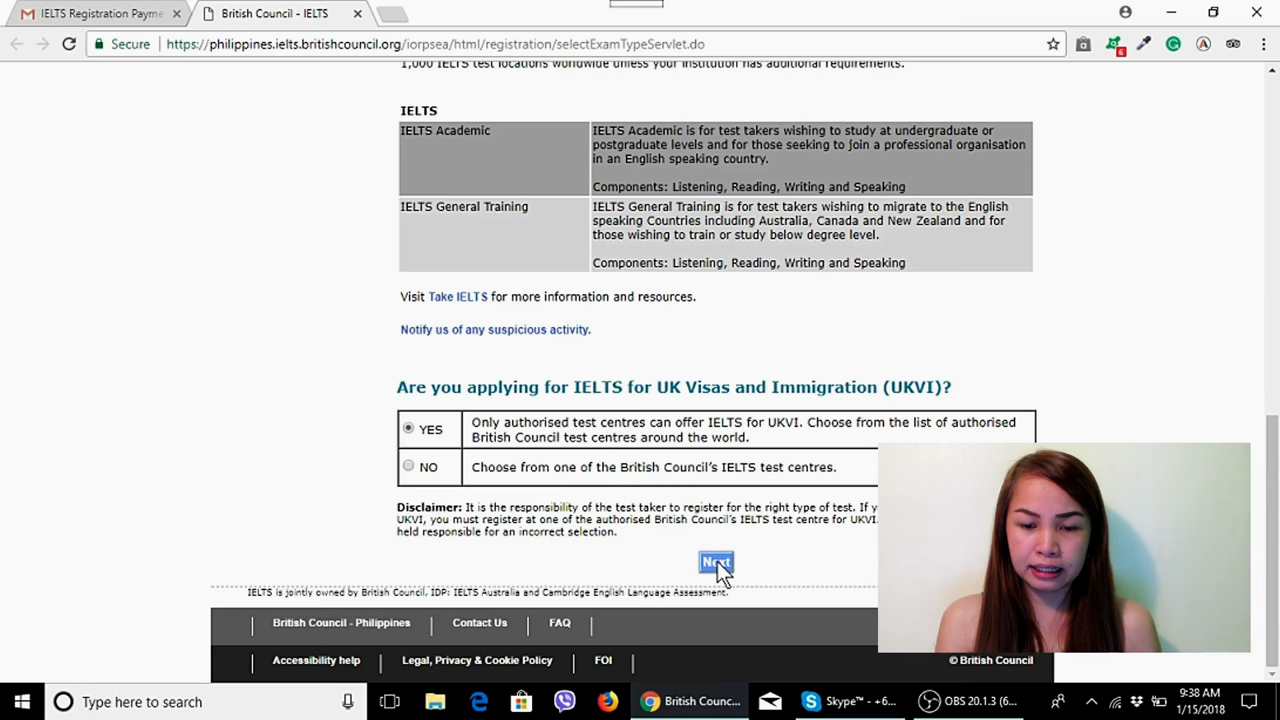 IELTS Registration Payme
British Council - IELTS
Secure
https://philippines.ielts.britishcouncil.org/iorpsea/html/registration/selectExamTypeServlet.do
6
1,000 IELTS test locations worldwide unless your institution has additional requirements.
IELTS
IELTS Academic
IELTS Academic is for test takers wishing to study at undergraduate or
postgraduate levels and for those seeking to join a professional organisation
in an English speaking country.
Components: Listening, Reading, Writing and Speaking
IELTS General Training
IELTS General Training is for test takers wishing to migrate to the English
speaking Countries including Australia, Canada and New Zealand and for
those wishing to train or study below degree level.
Components: Listening, Reading, Writing and Speaking
Visit Take IELTS for more information and resources.
Notify us of any suspicious activity.
Are you applying for IELTS for UK Visas and Immigration (UKVI)?
YES
Only authorised test centres can offer IELTS for UKVI. Choose from the list of authorised
British Council test centres around the world.
NO
Choose from one of the British Council's IELTS test centres.
Disclaimer: It is the responsibility of the test taker to register for the right type of test. If y
UKVI, you must register at one of the authorised British Council's IELTS test centre for UKVI.
held responsible for an incorrect selection.
Next
IELTS is jointly owned by British Council, IDP: IELTS Australia and Cambridge English Language Assessment.
British Council - Philippines
Contact Us
FAQ
Accessibility help
Legal, Privacy & Cookie Policy
FOI
© British Council
Type here to search
British Counc...
Skype™ - +6...
OBS 20.1.3 (6...
9:38 AM
1/15/2018